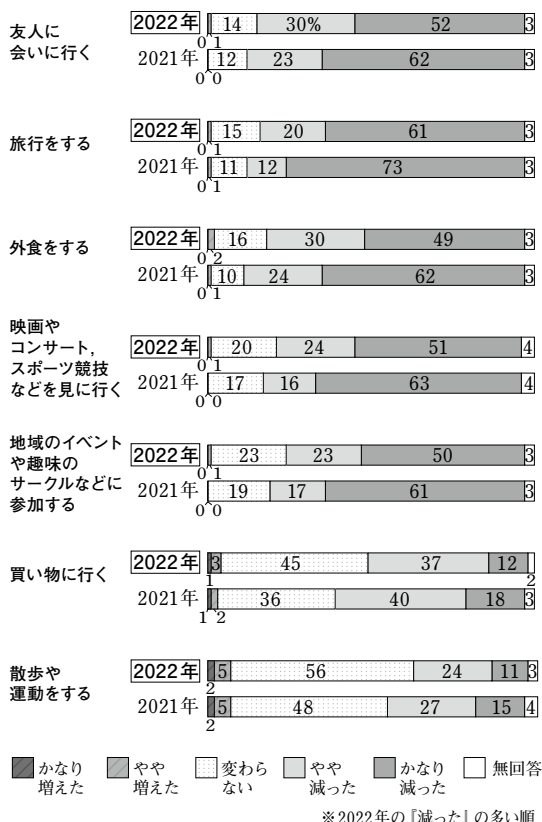 友人に
会いに行く
2022年 14 30% 52 3
0 1
2021年 12 23 62 3
0 0
旅行をする
2022年 15 20 61 3
0 1
2021年 11 12 73 3
0 1
外食をする
2022年 16 30 49 3
0 2
2021年 10 24 62 3
0 1
映画や
コンサート,
スポーツ競技
などを見に行く
2022年 20 24 51 4
0 1
2021年 17 16 63 4
0 0
地域のイベント
や趣味の
サークルなどに
参加する
2022年 23 23 50 3
0 1
2021年 19 17 61 3
0 0
買い物に行く
2022年 3 45 37 12
1 2
2021年 36 40 18 3
1 2
散歩や
運動をする
2022年 5 56 24 11 3
2
2021年 5 48 27 15 4
2
かなり
増えた
やや
増えた
変わら
ない
やや
減った
かなり
減った
無回答
※2022年の『減った』の多い順